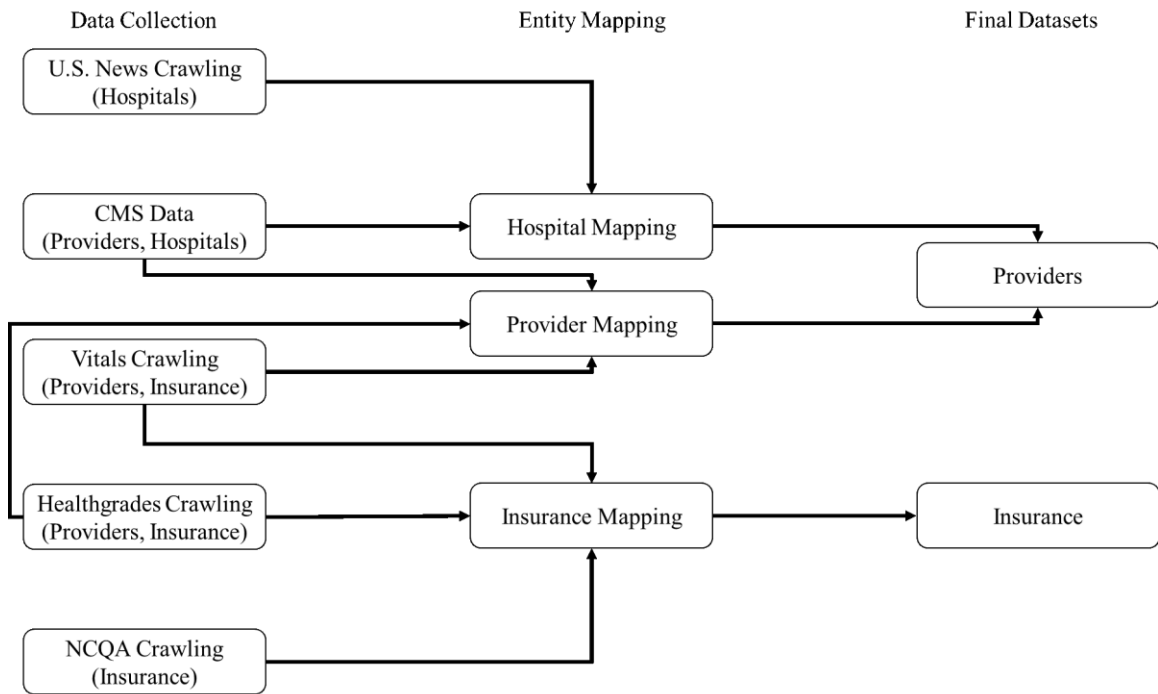 Data Collection
Entity Mapping
Final Datasets
U.S. News Crawling
(Hospitals)
CMS Data
(Providers, Hospitals)
Hospital Mapping
Providers
Provider Mapping
Vitals Crawling
(Providers, Insurance)
Healthgrades Crawling
(Providers, Insurance)
Insurance Mapping
Insurance
NCQA Crawling
(Insurance)